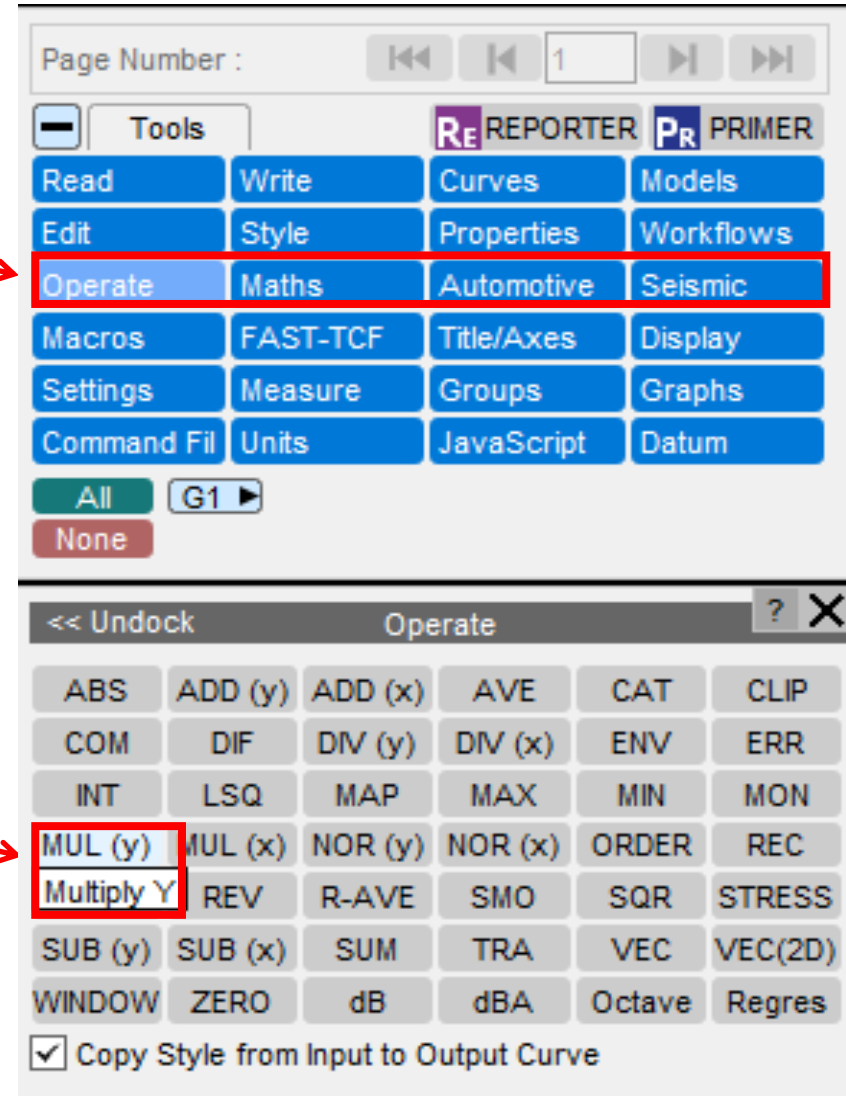 Page Number : 1
Tools RE REPORTER PR PRIMER
Read Write Curves Models
Edit Style Properties Workflows
Operate Maths Automotive Seismic
Macros FAST-TCF Title/Axes Display
Settings Measure Groups Graphs
Command Fil Units JavaScript Datum
All G1
None
<< Undock Operate ? X
ABS ADD (y) ADD (x) AVE CAT CLIP
COM DIF DIV (y) DIV (x) ENV ERR
INT LSQ MAP MAX MIN MON
MUL (y) MUL (x) NOR (y) NOR (x) ORDER REC
Multiply Y REV R-AVE SMO SQR STRESS
SUB (y) SUB (x) SUM TRA VEC VEC(2D)
WINDOW ZERO dB dBA Octave Regres
Copy Style from Input to Output Curve